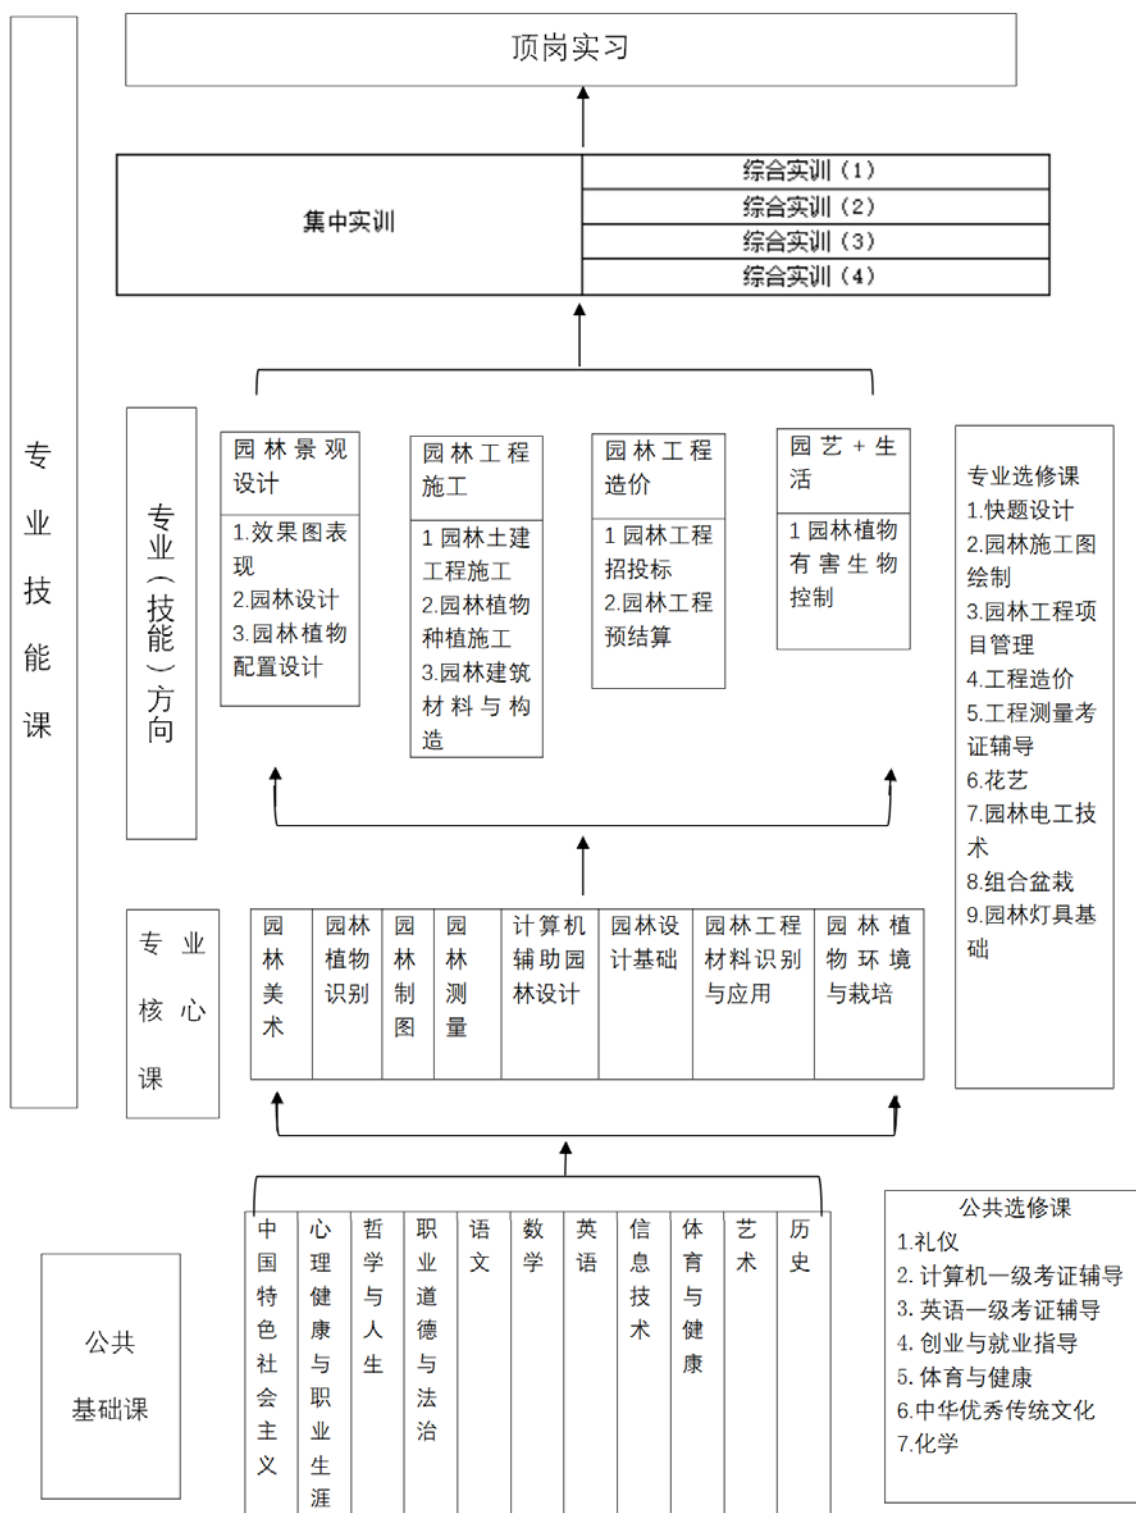 顶岗实习
集中实训
综合实训（1）
综合实训（2）
综合实训（3）
综合实训（4）
专业技能课
专业（技能）方向
园林景观
设计
1.效果图表
现
2.园林设计
3.园林植物
配置设计
园林工程
施工
1园林土建
工程施工
2.园林植物
种植施工
3.园林建筑
材料与构
造
园林工程
造价
1园林工程
招投标
2.园林工程
预结算
园艺+生
活
1园林植物
有害生物
控制
专业选修课
1.快题设计
2.园林施工图
绘制
3.园林工程项
目管理
4.工程造价
5.工程测量考
证辅导
6.花艺
7.园林电工技
术
8.组合盆栽
9.园林灯具基
础
专业
核心
课
园林美术
园林
植物
识别
园林制图
园林测量
计算机
辅助园
林设计
园林设
计基础
园林工程
材料识别
与应用
园林植
物环境
与栽培
公共
基础课
中国特色社会主义
心理健康与职业生涯
哲学与人生
职业道德与法治
语文
数学
英语
信息技术
体育与健康
艺术
历史
公共选修课
1.礼仪
2. 计算机一级考证辅导
3. 英语一级考证辅导
4. 创业与就业指导
5. 体育与健康
6.中华优秀传统文化
7.化学